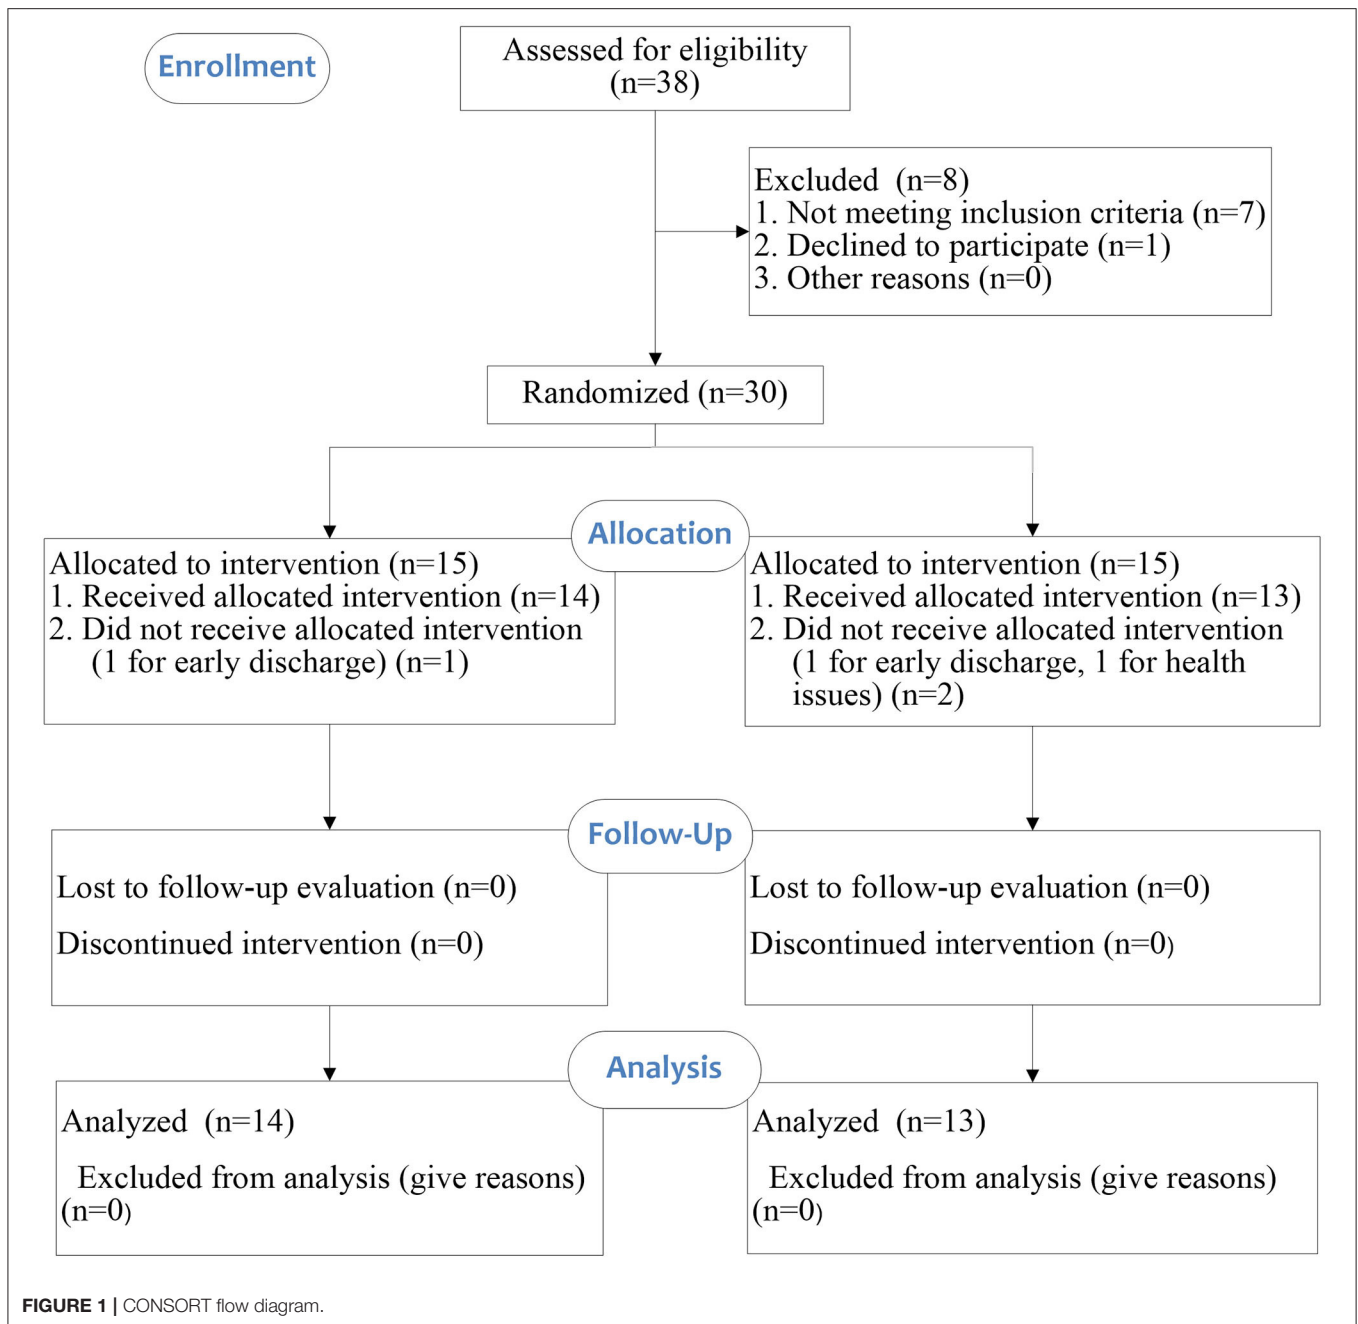 Enrollment
Assessed for eligibility
(n=38)
Excluded (n=8)
1. Not meeting inclusion criteria (n=7)
2. Declined to participate (n=1)
3. Other reasons (n=0)
Randomized (n=30)
Allocation
Allocated to intervention (n=15)
1. Received allocated intervention (n=14)
2. Did not receive allocated intervention
(1 for early discharge) (n=1)
Allocated to intervention (n=15)
1. Received allocated intervention (n=13)
2. Did not receive allocated intervention
(1 for early discharge, 1 for health
issues) (n=2)
Follow-Up
Lost to follow-up evaluation (n=0)
Discontinued intervention (n=0)
Lost to follow-up evaluation (n=0)
Discontinued intervention (n=0)
Analysis
Analyzed (n=14)
Excluded from analysis (give reasons)
(n=0)
Analyzed (n=13)
Excluded from analysis (give reasons)
(n=0)
FIGURE 1 | CONSORT flow diagram.